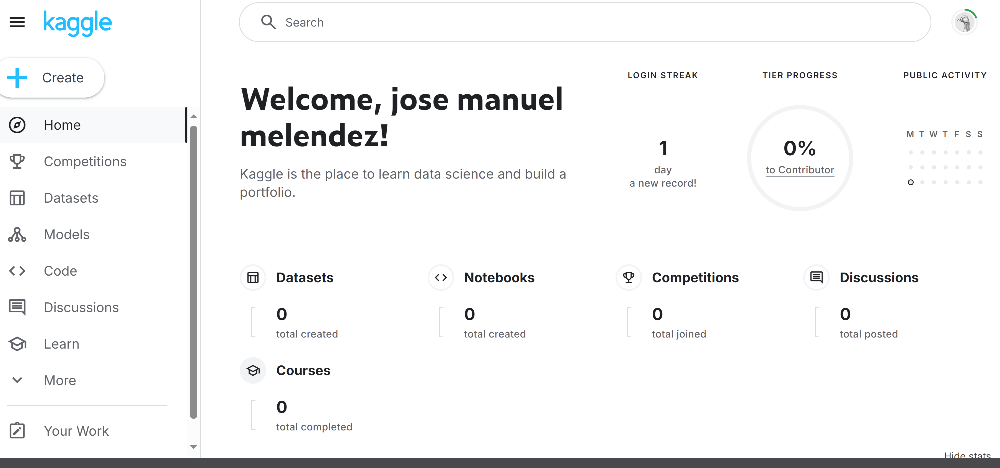 kaggle
Create
Home
Competitions
Datasets
Models
Code
Discussions
Learn
More
Your Work
Search
Welcome, jose manuel
melendez!
Kaggle is the place to learn data science and build a
portfolio.
LOGIN STREAK
1
day
a new record!
TIER PROGRESS
0%
to Contributor
PUBLIC ACTIVITY
M T W T F S S
Datasets
0
total created
Notebooks
0
total created
Competitions
0
total joined
Discussions
0
total posted
Courses
0
total completed
Hide stats